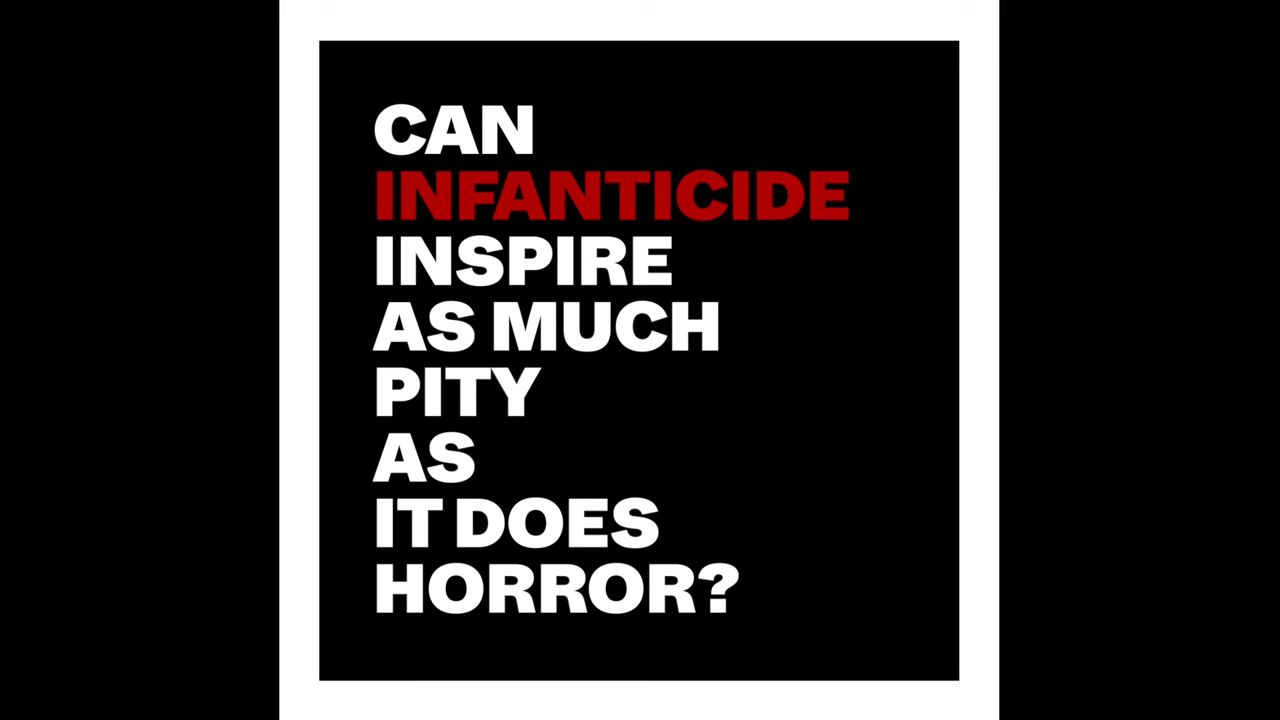 CAN
INFANTICIDE
INSPIRE
AS MUCH
PITY
AS
IT DOES
HORROR?